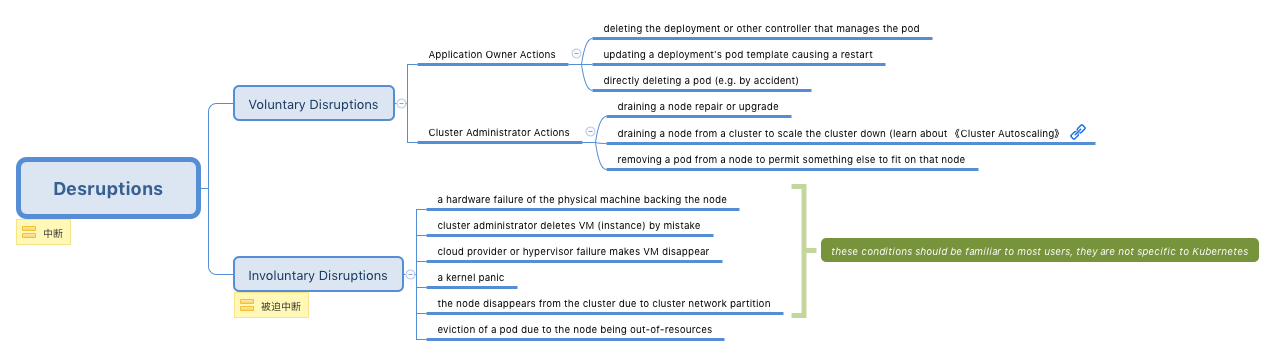 Desruptions
中断
Voluntary Disruptions
Application Owner Actions
deleting the deployment or other controller that manages the pod
updating a deployment's pod template causing a restart
directly deleting a pod (e.g. by accident)
Cluster Administrator Actions
draining a node repair or upgrade
draining a node from a cluster to scale the cluster down (learn about 《Cluster Autoscaling》
removing a pod from a node to permit something else to fit on that node
Involuntary Disruptions
被迫中断
a hardware failure of the physical machine backing the node
cluster administrator deletes VM (instance) by mistake
cloud provider or hypervisor failure makes VM disappear
a kernel panic
the node disappears from the cluster due to cluster network partition
eviction of a pod due to the node being out-of-resources
these conditions should be familiar to most users, they are not specific to Kubernetes